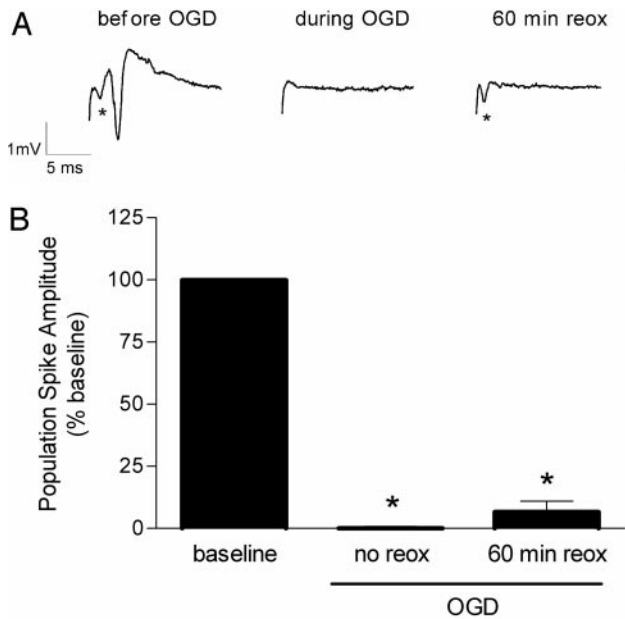 A
before OGD during OGD 60 min reox
*
*
1mV
5 ms
B
Population Spike Amplitude
(% baseline)
125
100
75
50
25
0
*
*
baseline no reox 60 min reox
OGD